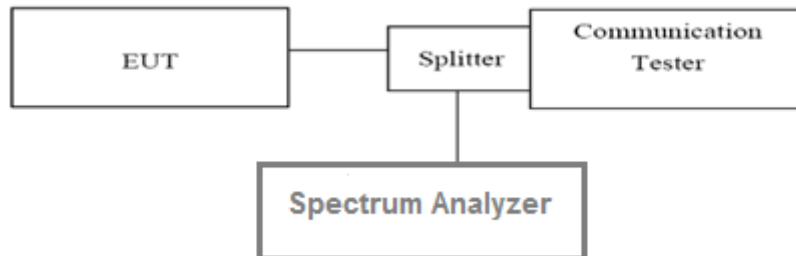 EUT
Splitter
Communication
Tester
Spectrum Analyzer